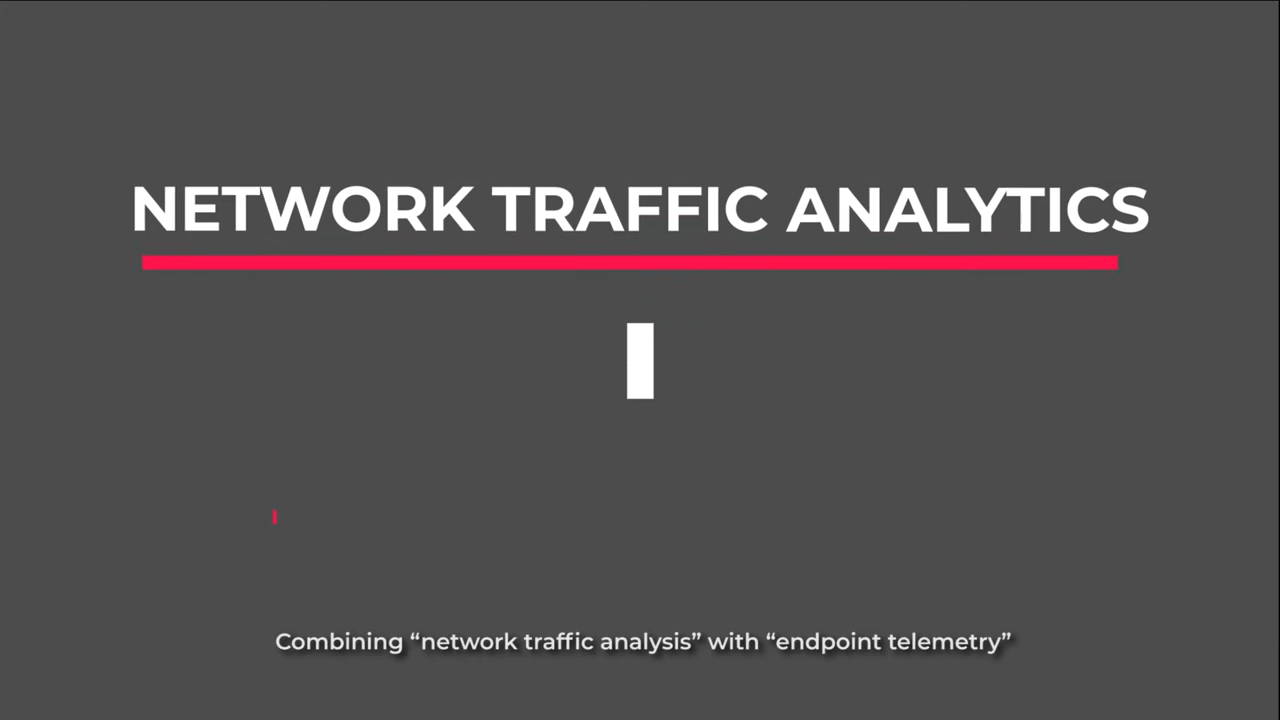 NETWORK TRAFFIC ANALYTICS
Combining “network traffic analysis” with “endpoint telemetry”